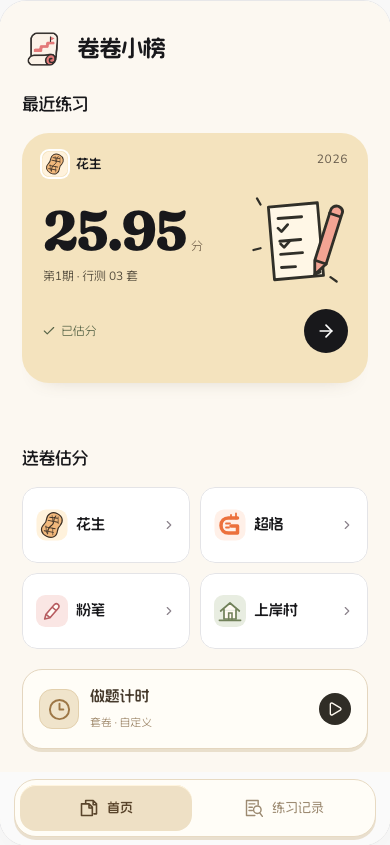 卷卷小榜
最近练习
花生
2026
25.95 分
第1期 · 行测 03 套
已估分
选卷估分
花生
超格
粉笔
上岸村
做题计时
套卷 · 自定义
首页
练习记录